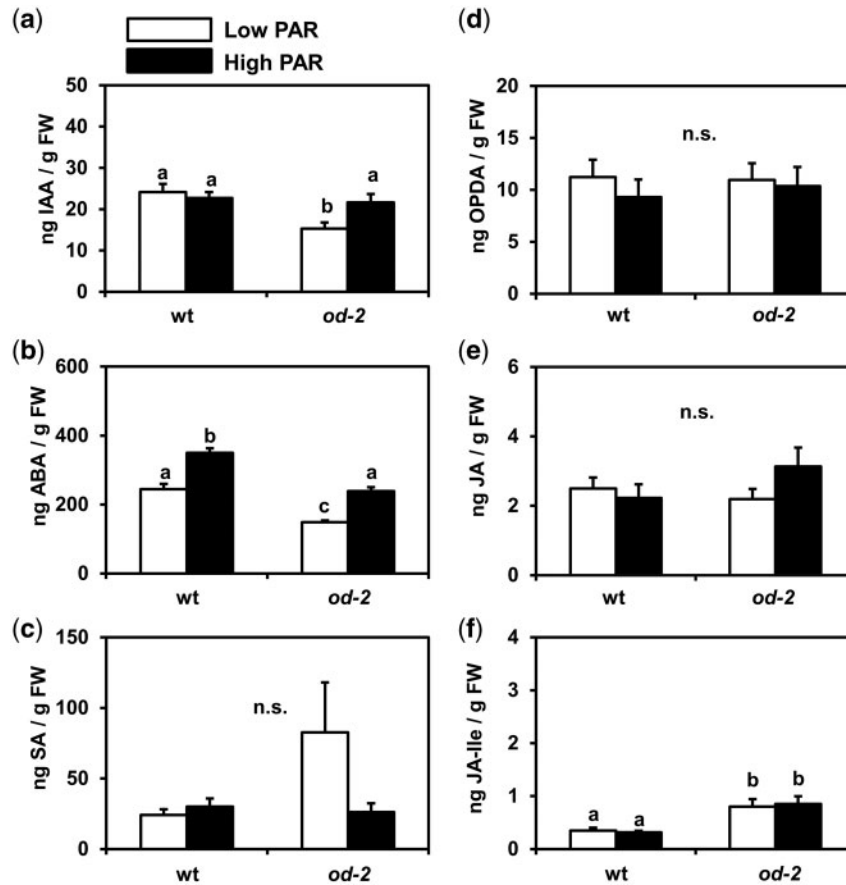 (a)
Low PAR
High PAR
ng IAA / g FW
50
40
30
20
10
0
a
a
b
a
wt
od-2
(b)
ng ABA / g FW
600
400
200
0
a
b
c
a
wt
od-2
(c)
ng SA / g FW
150
100
50
0
n.s.
wt
od-2
(d)
ng OPDA / g FW
20
15
10
5
0
n.s.
wt
od-2
(e)
ng JA / g FW
6
4
2
0
n.s.
wt
od-2
(f)
ng JA-Ile / g FW
4
3
2
1
0
a
a
b
b
wt
od-2